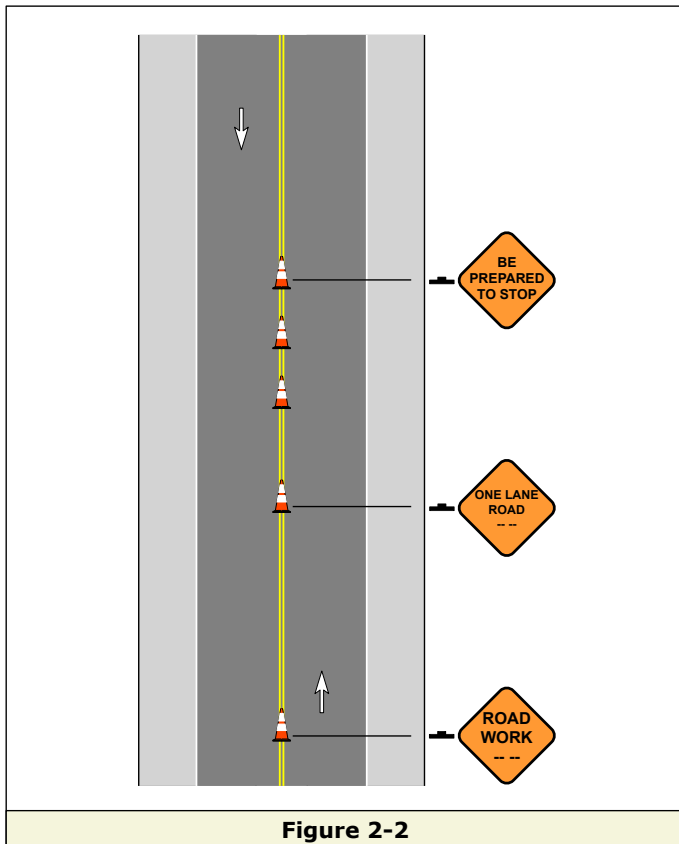 BE
PREPARED
TO STOP
ONE LANE
ROAD
-- --
ROAD
WORK
-- --
Figure 2-2